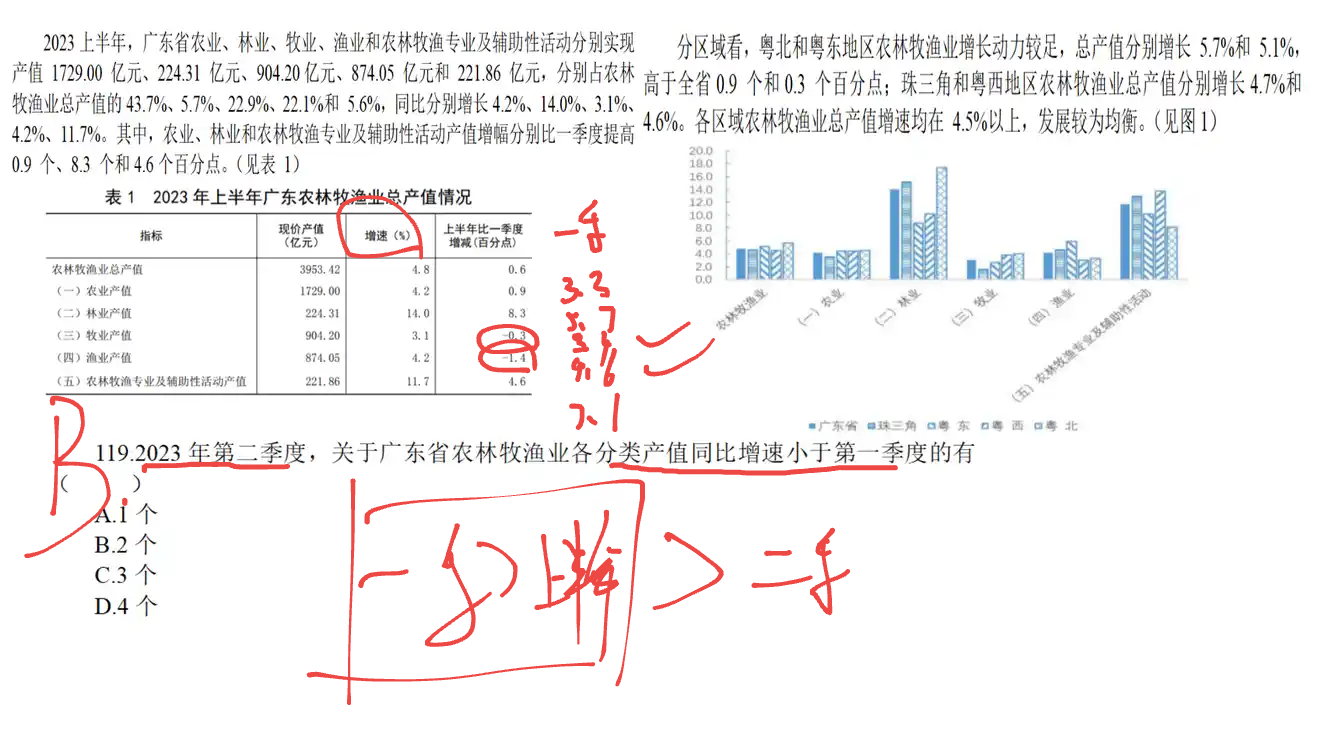 2023 上半年，广东省农业、林业、牧业、渔业和农林牧渔专业及辅助性活动分别实现
产值 1729.00 亿元、224.31 亿元、904.20亿元、874.05 亿元和 221.86 亿元，分别占农林
牧渔业总产值的 43.7%、5.7%、22.9%、22.1%和 5.6%，同比分别增长 4.2%、14.0%、3.1%、
4.2%、11.7%。其中，农业、林业和农林牧渔专业及辅助性活动产值增幅分别比一季度提高
0.9 个、8.3 个和 4.6 个百分点。（见表 1）
表 1 2023 年上半年广东农林牧渔业总产值情况
指标 现价产值（亿元） 增速（%） 上半年比一季度增减(百分点)
农林牧渔业总产值 3953.42 4.8 0.6
（一）农业产值 1729.00 4.2 0.9
（二）林业产值 224.31 14.0 8.3
（三）牧业产值 904.20 3.1 -0.3
（四）渔业产值 874.05 4.2 -1.4
（五）农林牧渔专业及辅助性活动产值 221.86 11.7 4.6
分区域看，粤北和粤东地区农林牧渔业增长动力较足，总产值分别增长 5.7%和 5.1%，
高于全省 0.9 个和 0.3 个百分点；珠三角和粤西地区农林牧渔业总产值分别增长 4.7%和
4.6%。各区域农林牧渔业总产值增速均在 4.5%以上，发展较为均衡。（见图 1）
20.0
18.0
16.0
14.0
12.0
10.0
8.0
6.0
4.0
2.0
0.0
农林牧渔业
（一）农业
（二）林业
（三）牧业
（四）渔业
（五）农林牧渔专业及辅助性活动
广东省 珠三角 粤 东 粤 西 粤 北
3.3
5.7
7.1
B
119.2023 年第二季度，关于广东省农林牧渔业各分类产值同比增速小于第一季度的有
（ ）
A.1 个
B.2 个
C.3 个
D.4 个